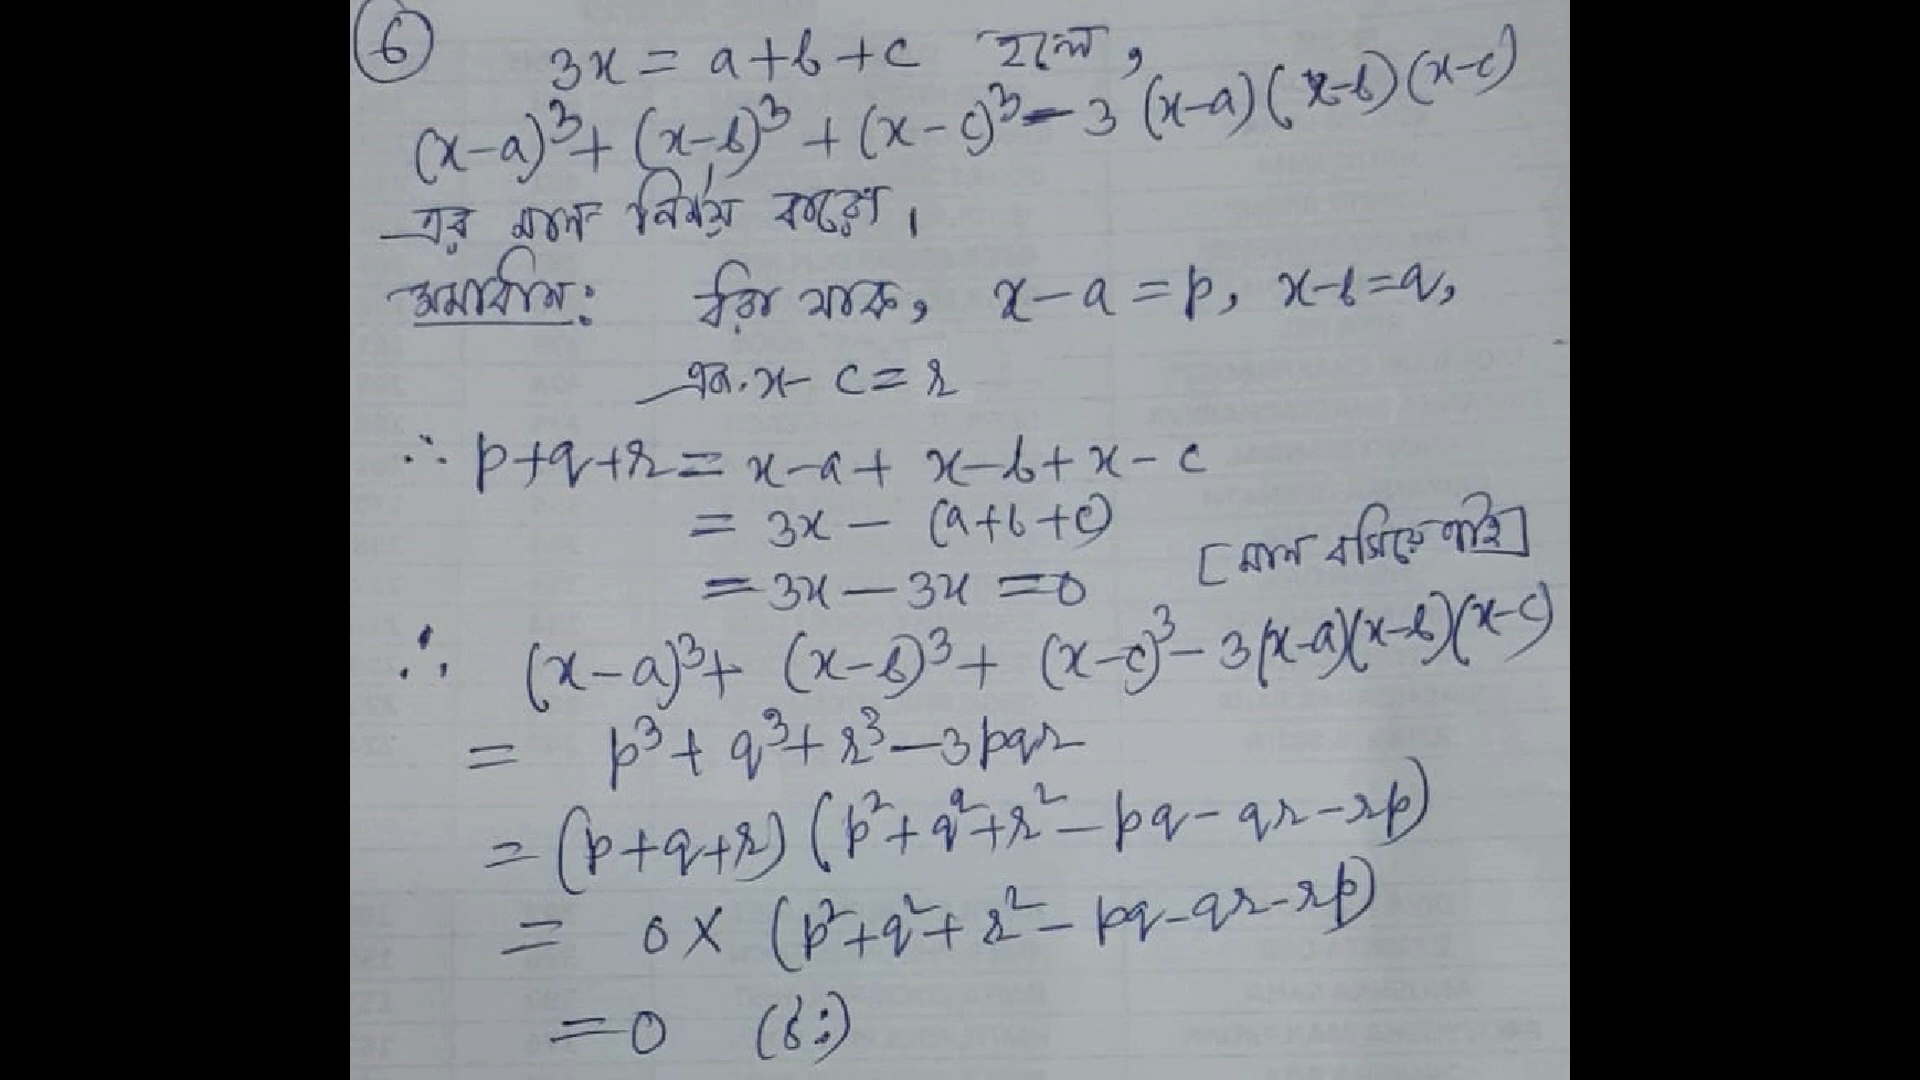 6
3x = a+b+c হলে,
(x-a)³+ (x-b)³ + (x-c)³ - 3 (x-a)(x-b)(x-c)
এর মান নির্ণয় করো।
সমাধান: ধরা যাক, x-a = p, x-b=q,
এবং x-c = r
∴ p+q+r = x-a + x-b+x-c
= 3x - (a+b+c)
= 3x - 3x = 0 [মান বসিয়ে পাই]
∴ (x-a)³+ (x-b)³+ (x-c)³ - 3(x-a)(x-b)(x-c)
= p³+ q³+ r³ - 3pqr
= (p+q+r) (p²+q²+r² - pq - qr - rp)
= 0 × (p²+q²+r² - pq-qr-rp)
= 0 (উঃ)